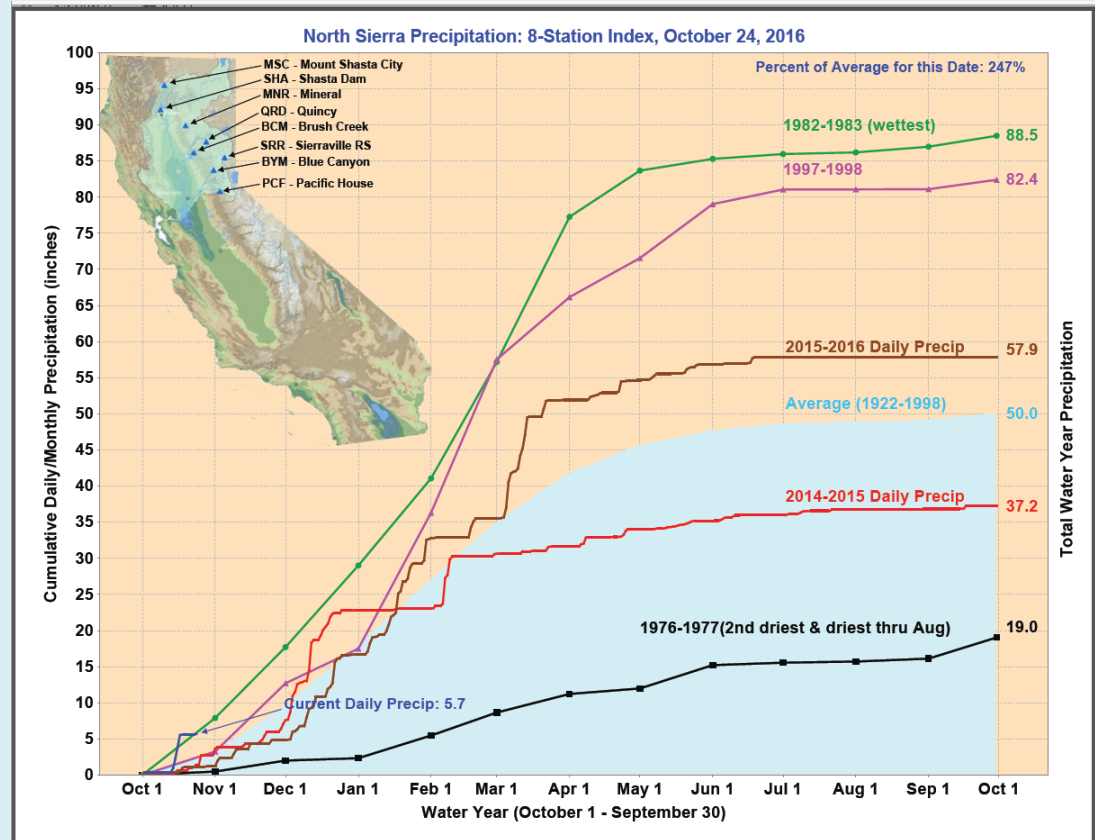 North Sierra Precipitation: 8-Station Index, October 24, 2016
Percent of Average for this Date: 247%
MSC - Mount Shasta City
SHA - Shasta Dam
MNR - Mineral
QRD - Quincy
BCM - Brush Creek
SRR - Sierraville RS
BYM - Blue Canyon
PCF - Pacific House
1982-1983 (wettest)
88.5
1997-1998
82.4
2015-2016 Daily Precip
57.9
Average (1922-1998)
50.0
2014-2015 Daily Precip
37.2
1976-1977(2nd driest & driest thru Aug)
19.0
Current Daily Precip: 5.7
Cumulative Daily/Monthly Precipitation (inches)
100
95
90
85
80
75
70
65
60
55
50
45
40
35
30
25
20
15
10
5
0
Total Water Year Precipitation
Oct 1 Nov 1 Dec 1 Jan 1 Feb 1 Mar 1 Apr 1 May 1 Jun 1 Jul 1 Aug 1 Sep 1 Oct 1
Water Year (October 1 - September 30)